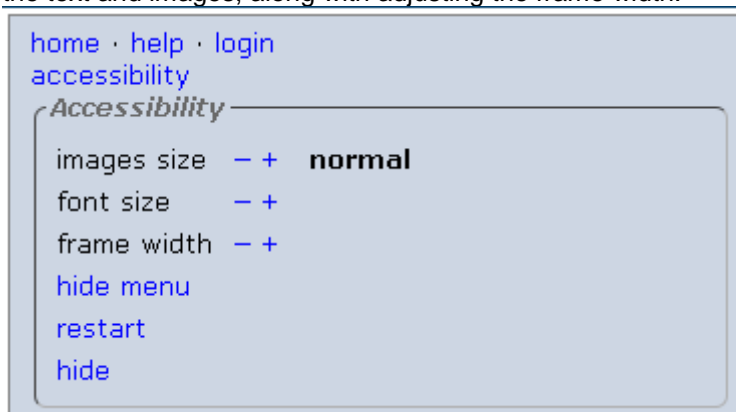 the text and images, along with adjusting the frame width.
home · help · login
accessibility
Accessibility
images size – + normal
font size – +
frame width – +
hide menu
restart
hide